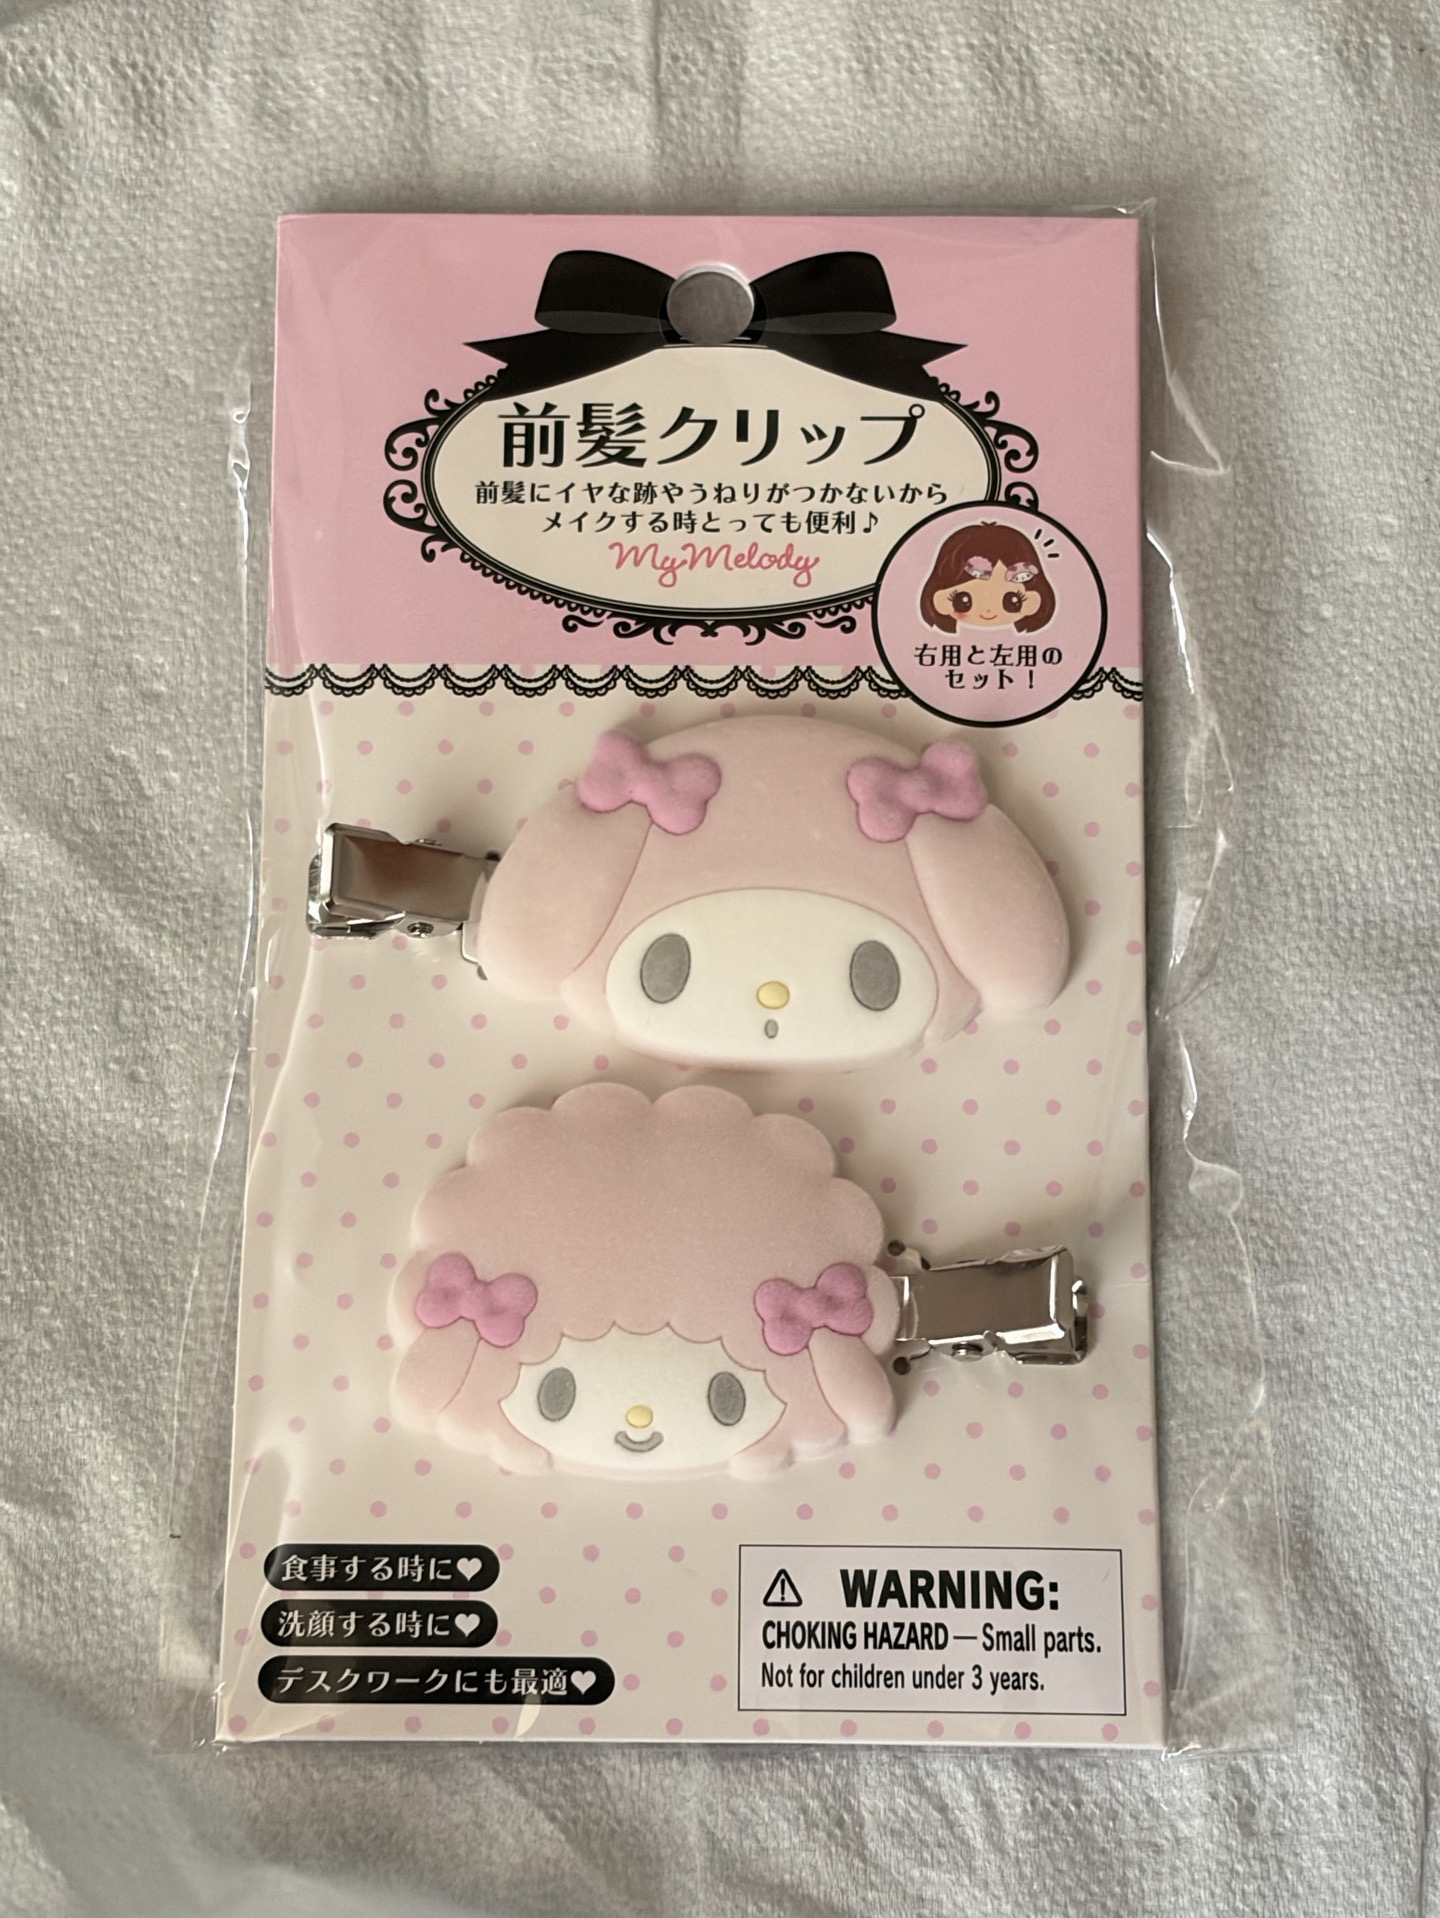 前髪クリップ
前髪にイヤな跡やうねりがつかないから
メイクする時とっても便利♪
MyMelody
右用と左用の
セット！
食事する時に♥
洗顔する時に♥
デスクワークにも最適♥
⚠ WARNING:
CHOKING HAZARD — Small parts.
Not for children under 3 years.